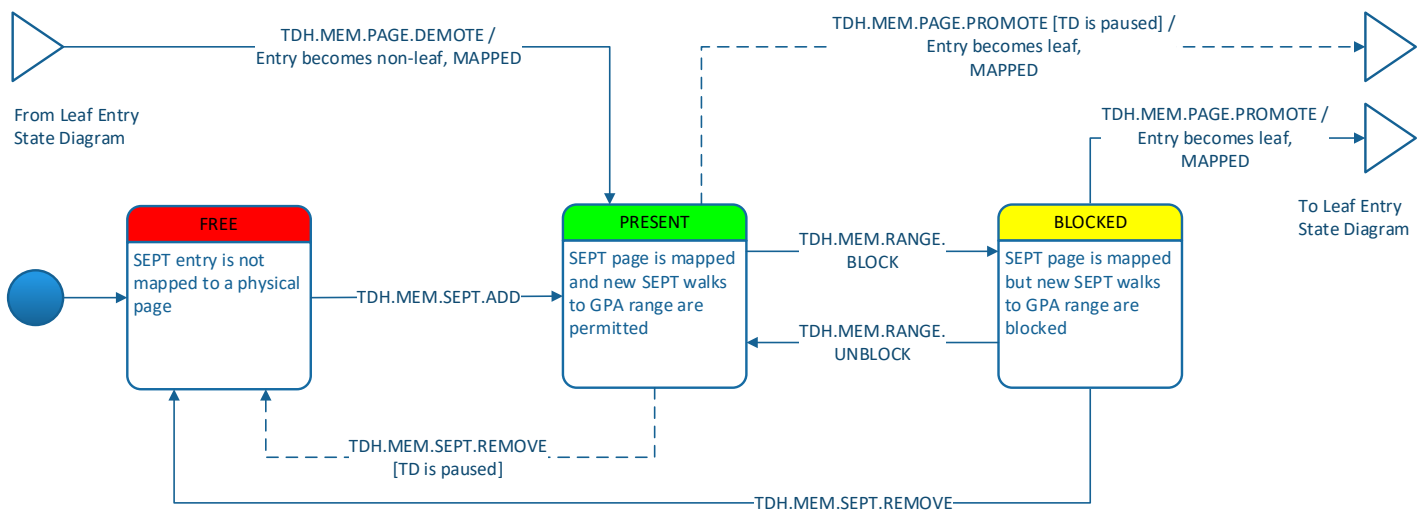 TDH.MEM.PAGE.DEMOTE /
Entry becomes non-leaf, MAPPED
TDH.MEM.PAGE.PROMOTE [TD is paused] /
Entry becomes leaf,
MAPPED
From Leaf Entry
State Diagram
TDH.MEM.PAGE.PROMOTE /
Entry becomes leaf,
MAPPED
To Leaf Entry
State Diagram
FREE
SEPT entry is not
mapped to a physical
page
TDH.MEM.SEPT.ADD
PRESENT
SEPT page is mapped
and new SEPT walks
to GPA range are
permitted
TDH.MEM.RANGE.
BLOCK
TDH.MEM.RANGE.
UNBLOCK
BLOCKED
SEPT page is mapped
but new SEPT walks
to GPA range are
blocked
TDH.MEM.SEPT.REMOVE
[TD is paused]
TDH.MEM.SEPT.REMOVE